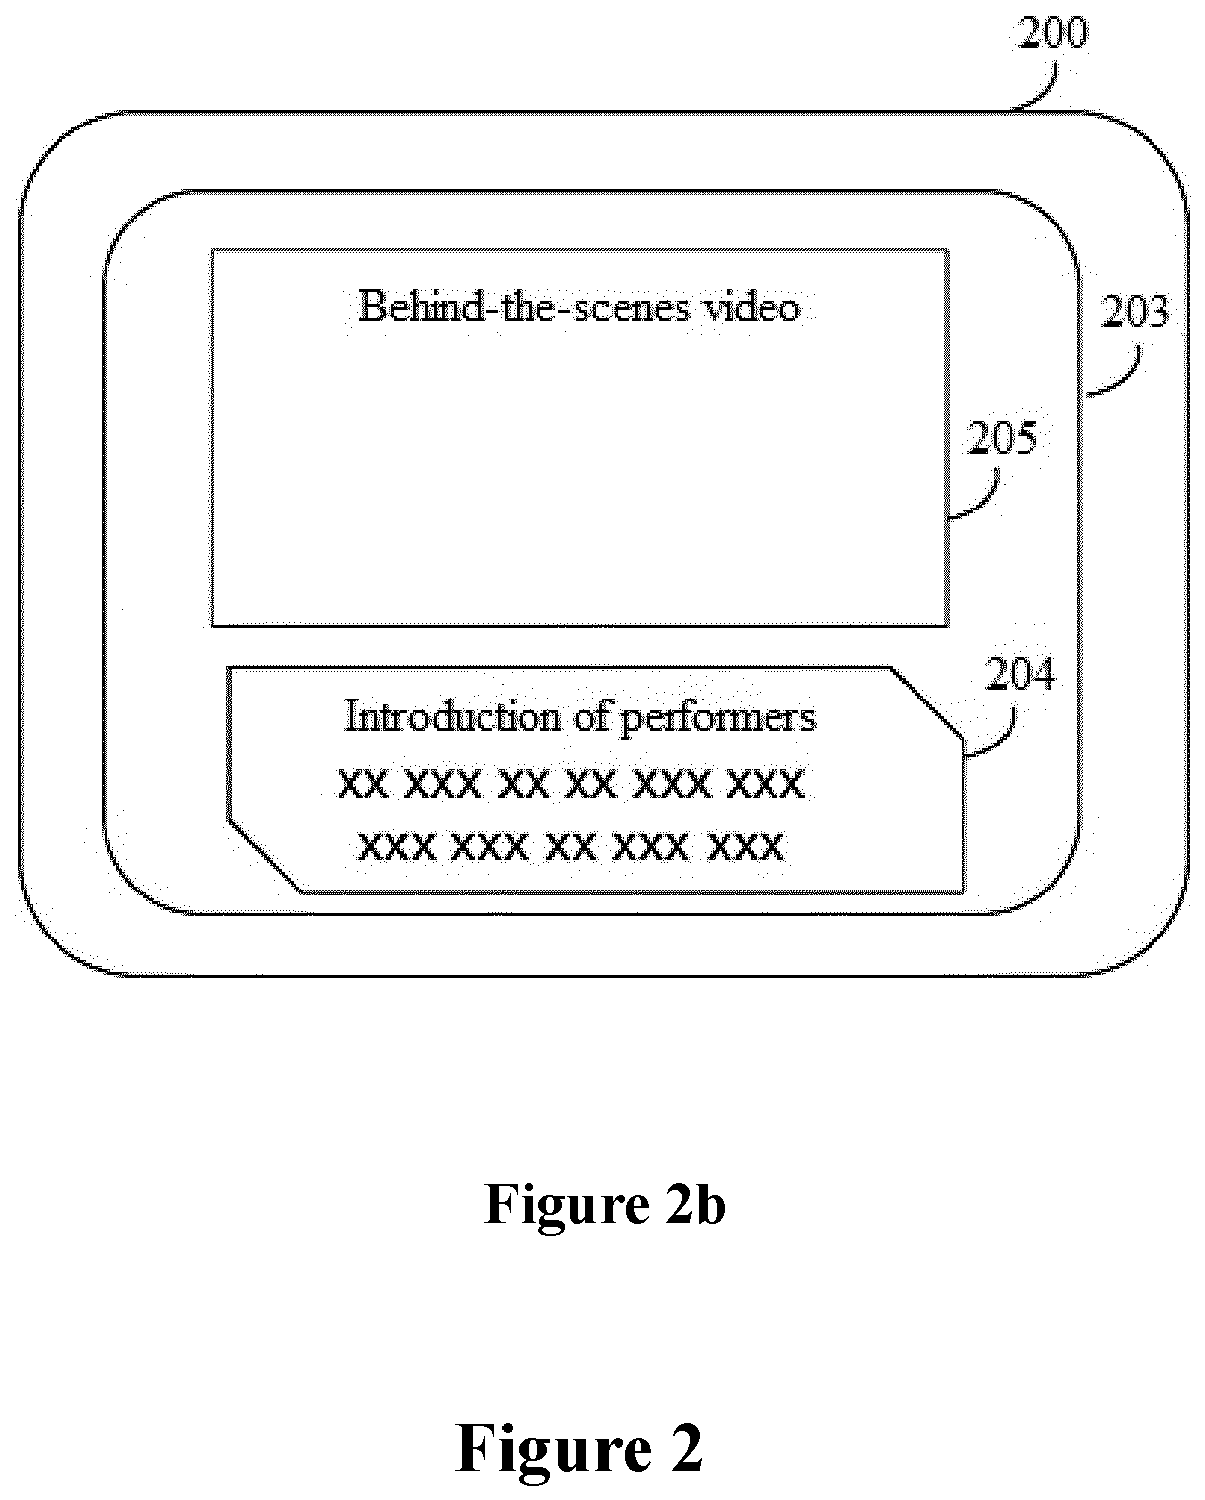 200
Behind-the-scenes video
203
205
204
Introduction of performers
XX XXX XX XX XXX XXX
XXX XXX XX XXX XXX
Figure 2b
Figure 2